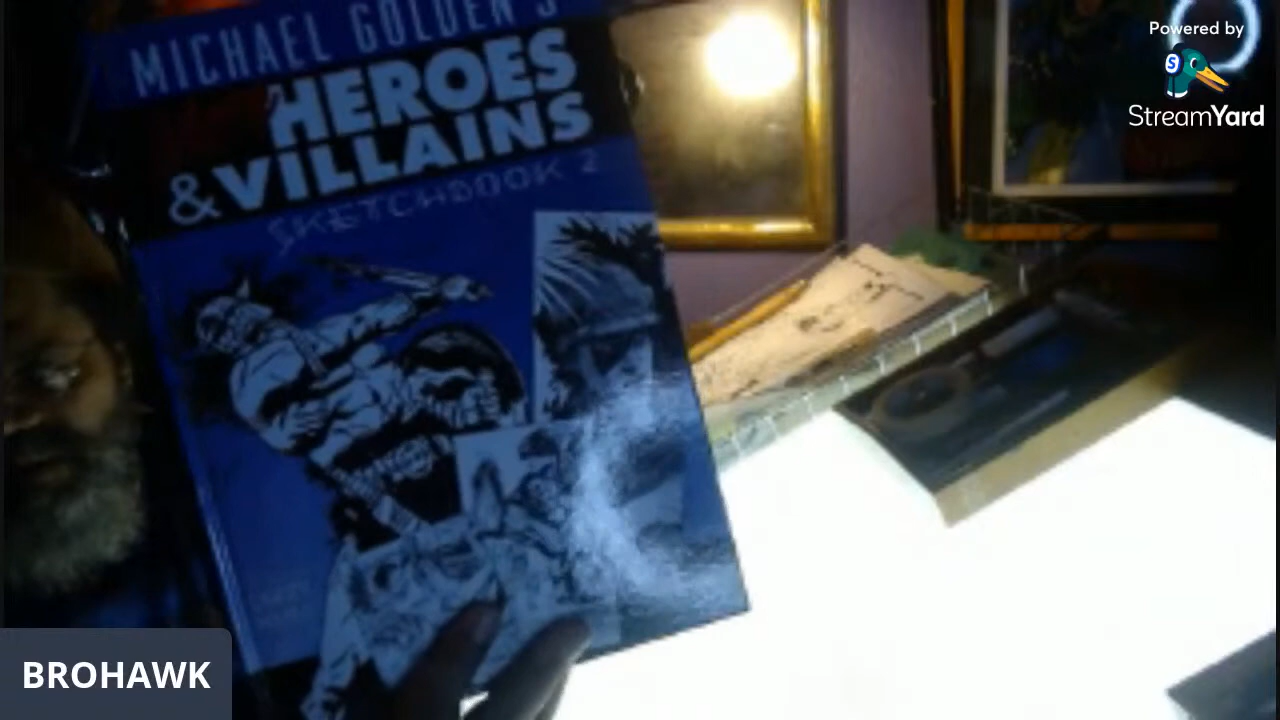 MICHAEL GOLDEN'S
HEROES
& VILLAINS
SKETCHBOOK 2
Powered by
S
StreamYard
BROHAWK